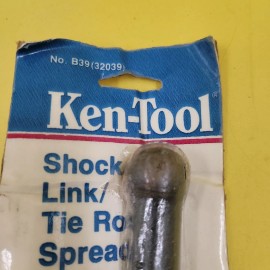 No. B39(32039)
Ken-Tool®
Shock
Link/
Tie Ro
Spread